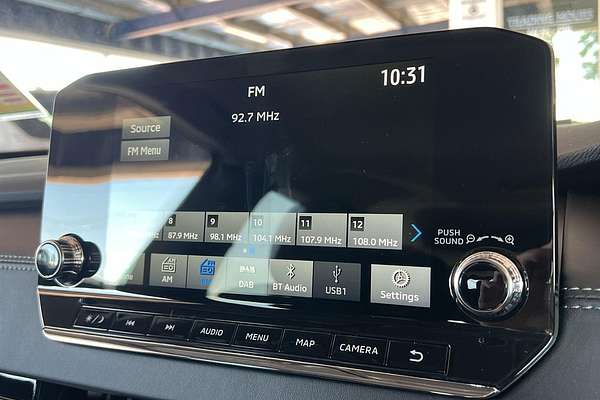 10:31
FM
92.7 MHz
Source
FM Menu
8 9 10 11 12
87.9 MHz 98.1 MHz 104.1 MHz 107.9 MHz 108.0 MHz
PUSH
SOUND
AM DAB BT Audio USB1 Settings
AUDIO MENU MAP CAMERA